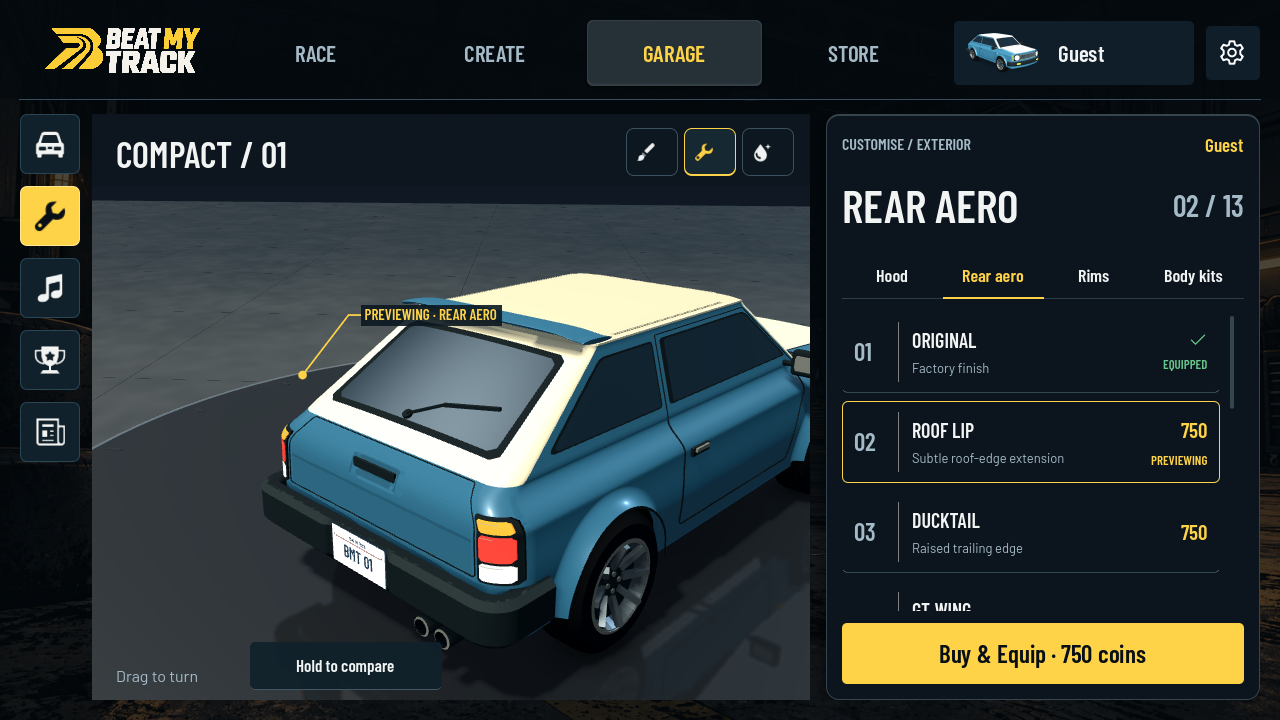 BEAT MY TRACK
RACE
CREATE
GARAGE
STORE
Guest
COMPACT / 01
PREVIEWING · REAR AERO
BMT 01
Drag to turn
Hold to compare
CUSTOMISE / EXTERIOR
Guest
REAR AERO
02 / 13
Hood
Rear aero
Rims
Body kits
01
ORIGINAL
Factory finish
EQUIPPED
02
ROOF LIP
Subtle roof-edge extension
750
PREVIEWING
03
DUCKTAIL
Raised trailing edge
750
GT WING
Buy & Equip · 750 coins